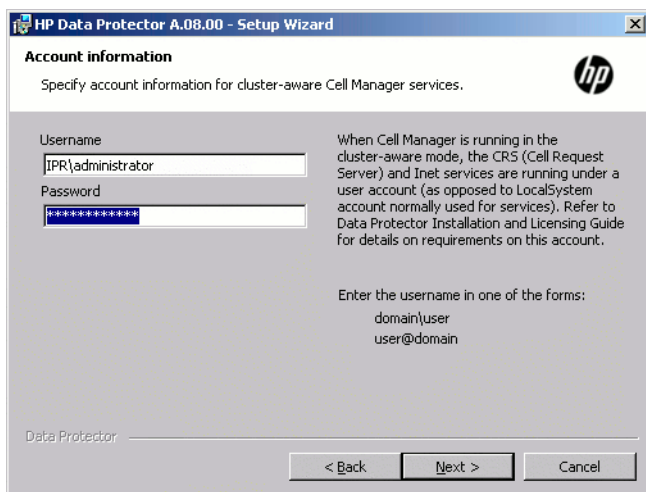 HP Data Protector A.08.00 - Setup Wizard
Account information
Specify account information for cluster-aware Cell Manager services.
hp
Username
IPR\administrator
Password
************
When Cell Manager is running in the
cluster-aware mode, the CRS (Cell Request
Server) and Inet services are running under a
user account (as opposed to LocalSystem
account normally used for services). Refer to
Data Protector Installation and Licensing Guide
for details on requirements on this account.
Enter the username in one of the forms:
domain\user
user@domain
Data Protector
< Back
Next >
Cancel